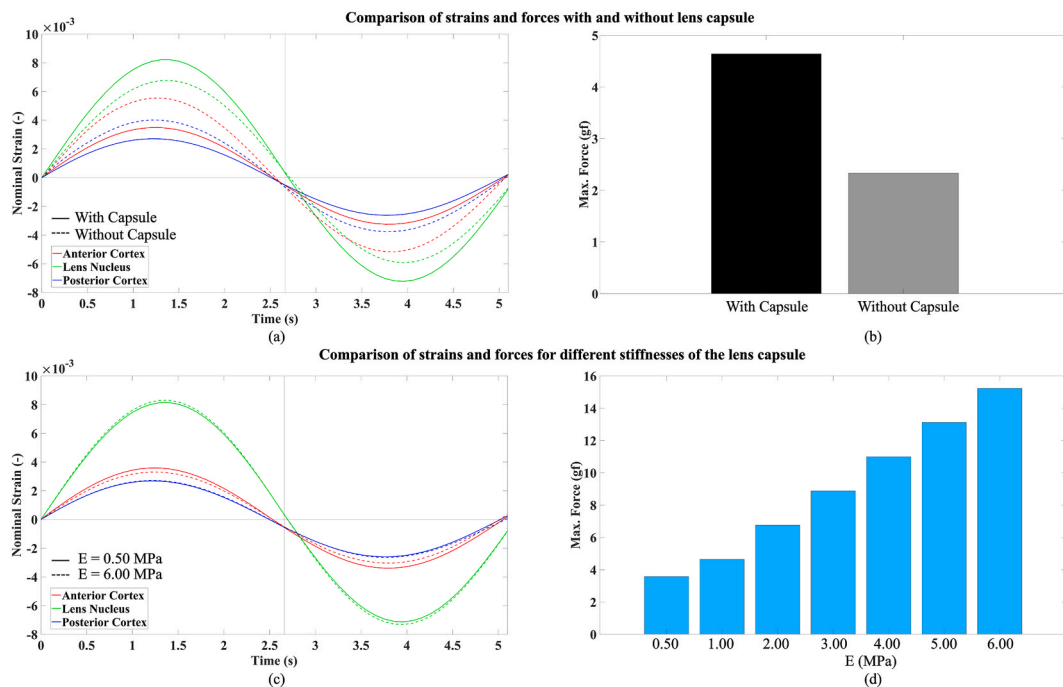 Comparison of strains and forces with and without lens capsule
×10⁻³
8
6
4
2
0
-2
-4
-6
-8
Nominal Strain (-)
With Capsule
Without Capsule
Anterior Cortex
Lens Nucleus
Posterior Cortex
0 0.5 1 1.5 2 2.5 3 3.5 4 4.5 5
Time (s)
(a)
5
4
3
2
1
0
Max. Force (gf)
With Capsule Without Capsule
(b)
Comparison of strains and forces for different stiffnesses of the lens capsule
×10⁻³
8
6
4
2
0
-2
-4
-6
-8
Nominal Strain (-)
E = 0.50 MPa
E = 6.00 MPa
Anterior Cortex
Lens Nucleus
Posterior Cortex
0 0.5 1 1.5 2 2.5 3 3.5 4 4.5 5
Time (s)
(c)
16
14
12
10
8
6
4
2
0
Max. Force (gf)
0.50 1.00 2.00 3.00 4.00 5.00 6.00
E (MPa)
(d)